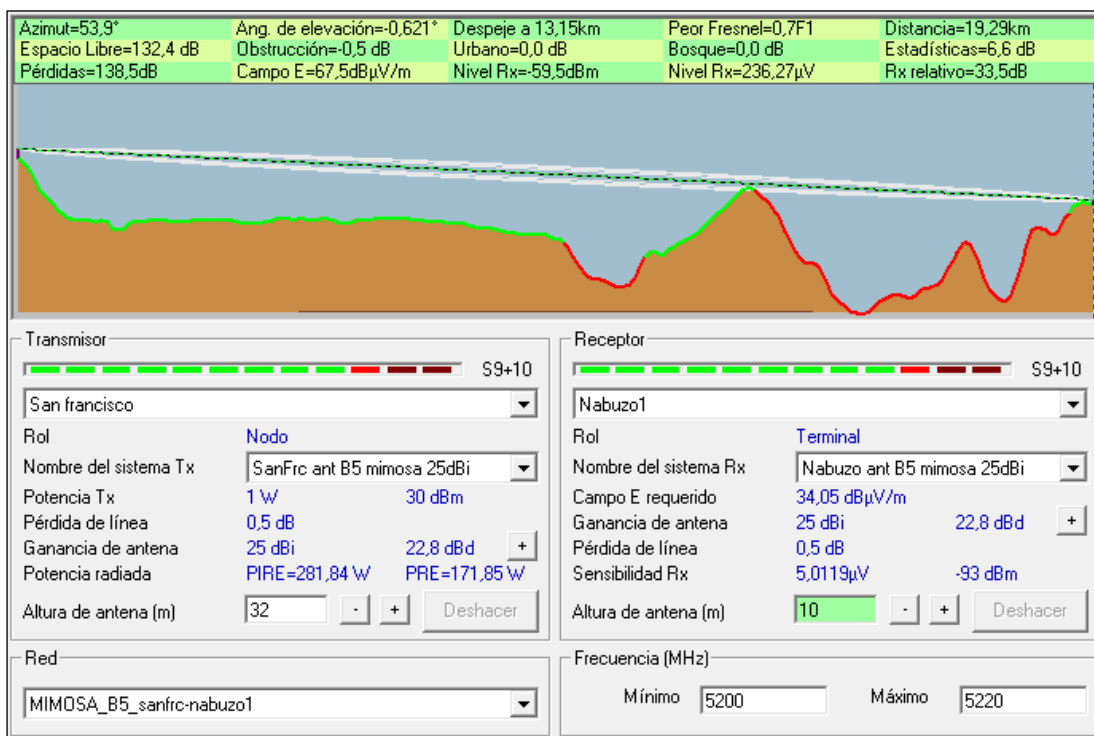 Azimut=53,9° Ang. de elevación=-0,621° Despeje a 13,15km Peor Fresnel=0,7F1 Distancia=19,29km
Espacio Libre=132,4 dB Obstrucción=-0,5 dB Urbano=0,0 dB Bosque=0,0 dB Estadísticas=6,6 dB
Pérdidas=138,5dB Campo E=67,5dBµV/m Nivel Rx=-59,5dBm Nivel Rx=236,27µV Rx relativo=33,5dB
Transmisor
S9+10
San francisco
Rol Nodo
Nombre del sistema Tx SanFrc ant B5 mimosa 25dBi
Potencia Tx 1 W 30 dBm
Pérdida de línea 0,5 dB
Ganancia de antena 25 dBi 22,8 dBd +
Potencia radiada PIRE=281,84 W PRE=171,85 W
Altura de antena (m) 32 - + Deshacer
Receptor
S9+10
Nabuzo1
Rol Terminal
Nombre del sistema Rx Nabuzo ant B5 mimosa 25dBi
Campo E requerido 34,05 dBµV/m
Ganancia de antena 25 dBi 22,8 dBd +
Pérdida de línea 0,5 dB
Sensibilidad Rx 5,0119µV -93 dBm
Altura de antena (m) 10 - + Deshacer
Red
MIMOSA_B5_sanfrc-nabuzo1
Frecuencia (MHz)
Mínimo 5200 Máximo 5220